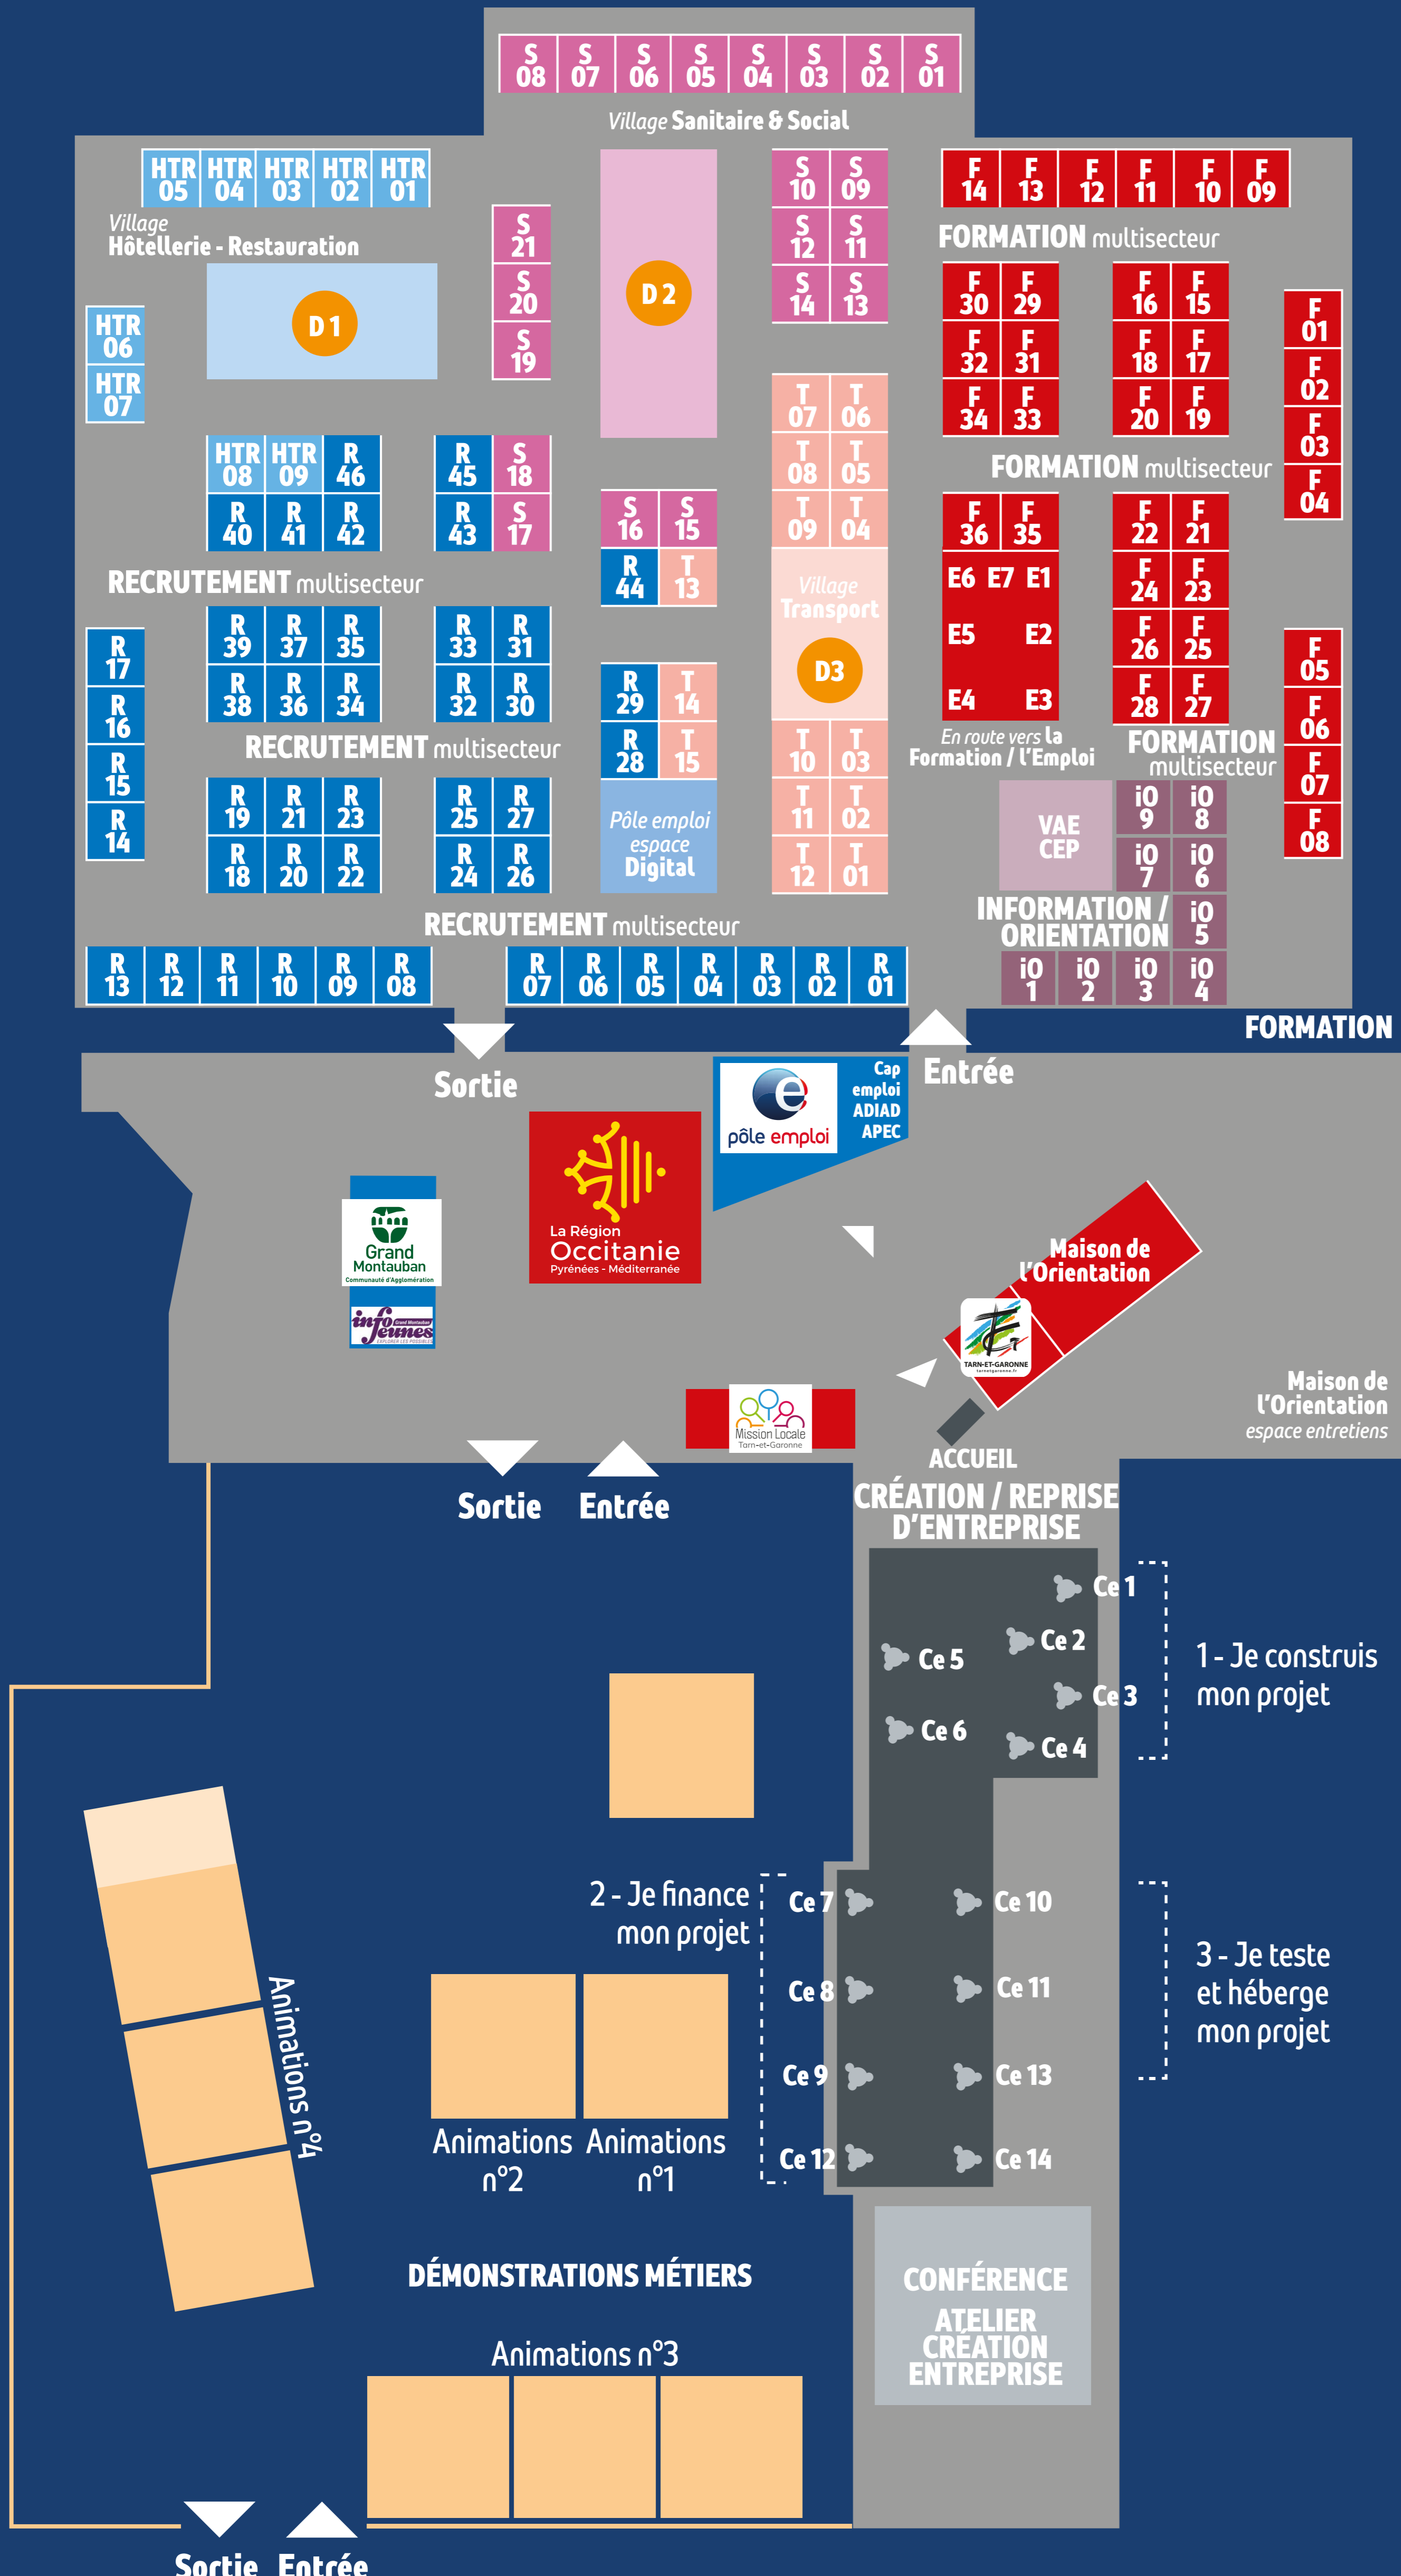 S 08
S 07
S 06
S 05
S 04
S 03
S 02
S 01
Village Sanitaire & Social
HTR 05
HTR 04
HTR 03
HTR 02
HTR 01
Village
Hôtellerie - Restauration
D1
HTR 06
HTR 07
S 21
S 20
S 19
D2
S 10
S 09
S 12
S 11
S 14
S 13
F 14
F 13
F 12
F 11
F 10
F 09
FORMATION multisecteur
F 30
F 29
F 16
F 15
F 32
F 31
F 18
F 17
F 34
F 33
F 20
F 19
F 01
F 02
F 03
F 04
T 07
T 06
T 08
T 05
T 09
T 04
HTR 08
HTR 09
R 46
R 45
S 18
R 40
R 41
R 42
R 43
S 17
S 16
S 15
R 44
T 13
FORMATION multisecteur
F 36
F 35
F 22
F 21
E6 E7 E1
E5 E2
E4 E3
F 24
F 23
F 26
F 25
F 28
F 27
F 05
F 06
F 07
F 08
Village
Transport
D3
RECRUTEMENT multisecteur
R 39
R 37
R 35
R 33
R 31
R 38
R 36
R 34
R 32
R 30
R 17
R 16
R 15
R 14
R 29
T 14
R 28
T 15
T 10
T 03
T 11
T 02
T 12
T 01
En route vers la
Formation / l'Emploi
FORMATION
multisecteur
RECRUTEMENT multisecteur
R 19
R 21
R 23
R 25
R 27
R 18
R 20
R 22
R 24
R 26
Pôle emploi
espace
Digital
VAE
CEP
iO 9
iO 8
iO 7
iO 6
INFORMATION /
ORIENTATION
iO 5
iO 1
iO 2
iO 3
iO 4
RECRUTEMENT multisecteur
R 13
R 12
R 11
R 10
R 09
R 08
R 07
R 06
R 05
R 04
R 03
R 02
R 01
FORMATION
Sortie
Entrée
pôle emploi
Cap
emploi
ADIAD
APEC
La Région
Occitanie
Pyrénées - Méditerranée
Grand
Montauban
Communauté d'Agglomération
info Jeunes
Grand Montauban
EXPLORER LES POSSIBLES
Maison de
l'Orientation
TARN-ET-GARONNE
tarnetgaronne.fr
Maison de
l'Orientation
espace entretiens
Mission Locale
Tarn-et-Garonne
ACCUEIL
CRÉATION / REPRISE
D'ENTREPRISE
Sortie
Entrée
Ce 1
Ce 2
Ce 5
Ce 3
Ce 6
Ce 4
1 - Je construis
mon projet
2 - Je finance
mon projet
Ce 7
Ce 10
Ce 8
Ce 11
Ce 9
Ce 13
Ce 12
Ce 14
3 - Je teste
et héberge
mon projet
Animations n°4
Animations
n°2
Animations
n°1
DÉMONSTRATIONS MÉTIERS
Animations n°3
CONFÉRENCE
ATELIER
CRÉATION
ENTREPRISE
Sortie
Entrée